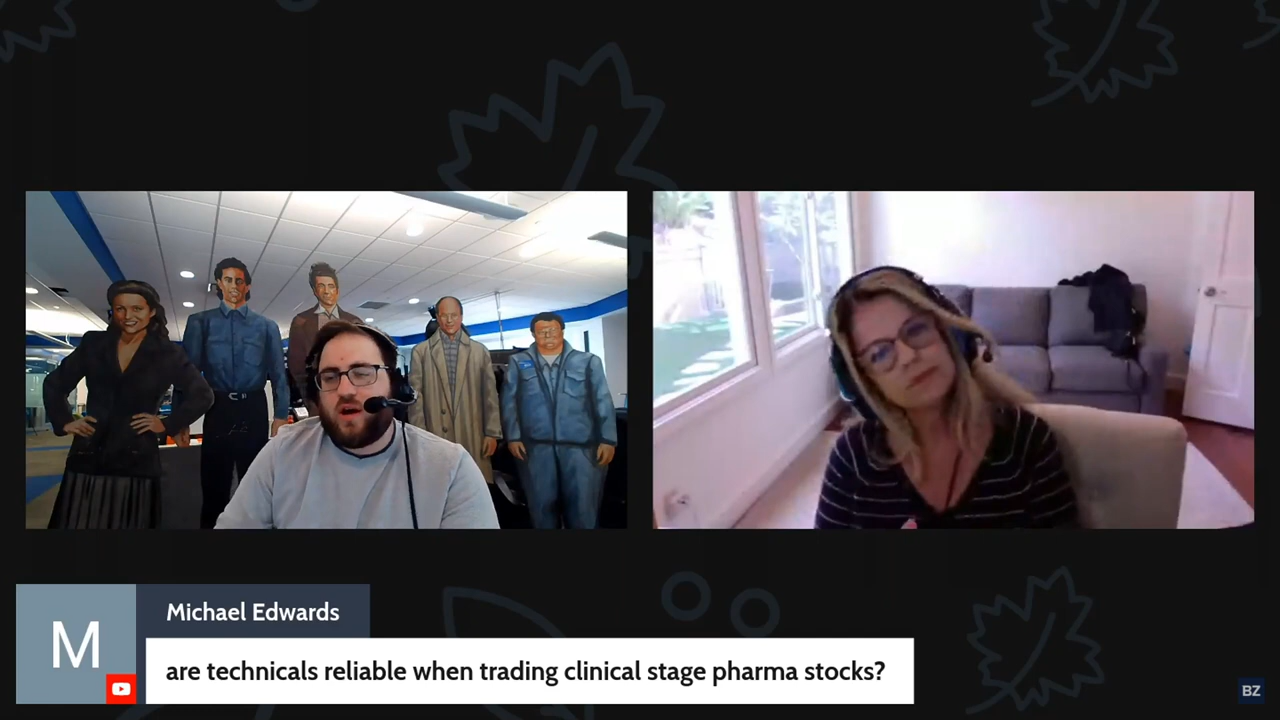 M
Michael Edwards
are technicals reliable when trading clinical stage pharma stocks?
BZ